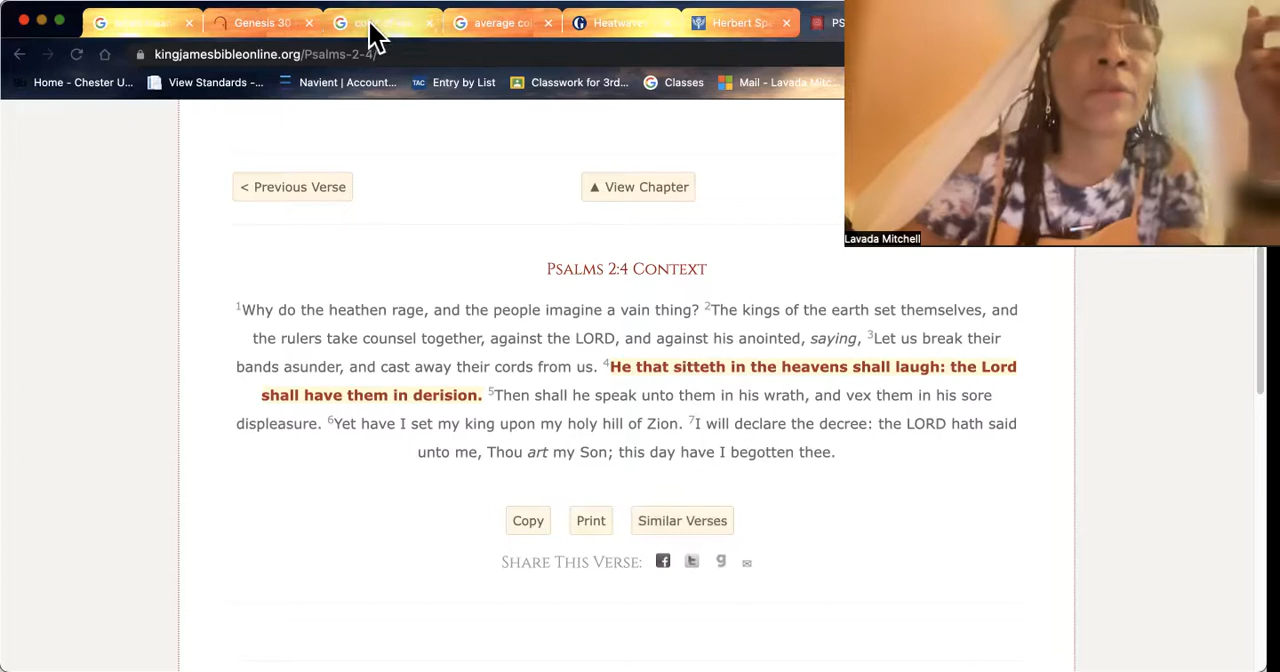 Genesis 30
average co
Heatwave
Herbert Sp
PS
kingjamesbibleonline.org/Psalms-2-4/
Home - Chester U... View Standards -... Navient | Account... TAC Entry by List Classwork for 3rd... Classes Mail - Lavada Mitch...
Lavada Mitchell
< Previous Verse
▲ View Chapter
Psalms 2:4 Context
1Why do the heathen rage, and the people imagine a vain thing? 2The kings of the earth set themselves, and
the rulers take counsel together, against the LORD, and against his anointed, saying, 3Let us break their
bands asunder, and cast away their cords from us. 4He that sitteth in the heavens shall laugh: the Lord
shall have them in derision. 5Then shall he speak unto them in his wrath, and vex them in his sore
displeasure. 6Yet have I set my king upon my holy hill of Zion. 7I will declare the decree: the LORD hath said
unto me, Thou art my Son; this day have I begotten thee.
Copy
Print
Similar Verses
Share This Verse: